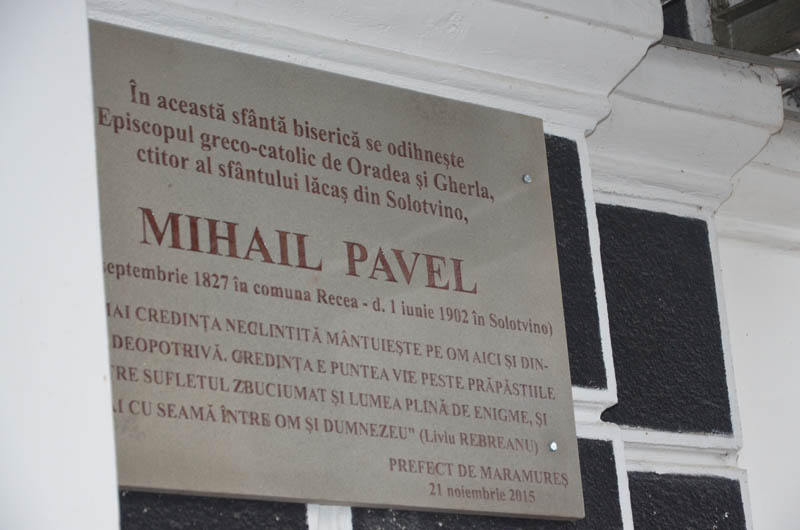 În această sfântă biserică se odihnește
Episcopul greco-catolic de Oradea și Gherla,
ctitor al sfântului lăcaș din Solotvino,
MIHAIL PAVEL
septembrie 1827 în comuna Recea - d. 1 iunie 1902 în Solotvino)
AI CREDINȚA NECLINTITĂ MÂNTUIEȘTE PE OM AICI ȘI DIN-
DEOPOTRIVĂ. CREDINȚA E PUNTEA VIE PESTE PRĂPĂSTIILE
RE SUFLETUL ZBUCIUMAT ȘI LUMEA PLINĂ DE ENIGME, ȘI
AI CU SEAMĂ ÎNTRE OM ȘI DUMNEZEU" (Liviu REBREANU)
PREFECT DE MARAMUREȘ
21 noiembrie 2015